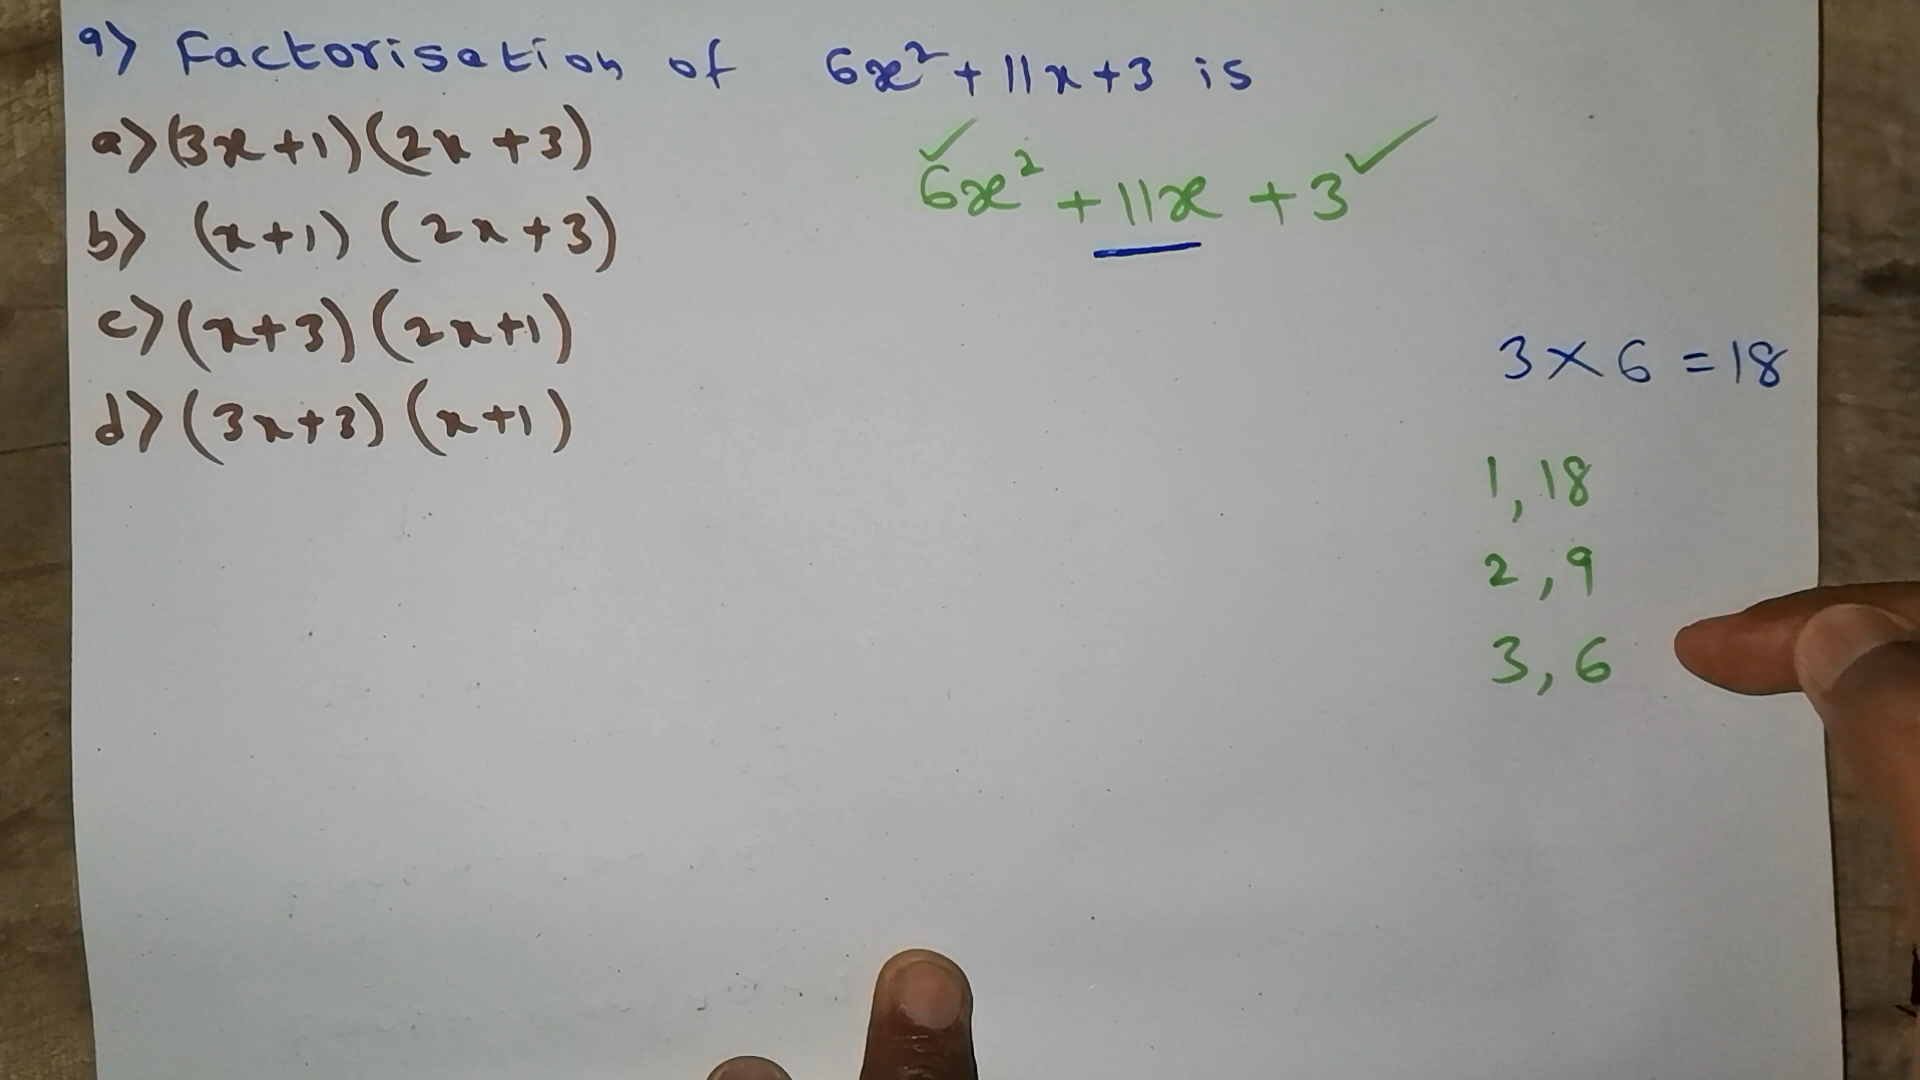 9) Factorisation of 6x² + 11x + 3 is
a) (3x + 1) (2x + 3)
b) (x + 1) (2x + 3)
c) (x + 3) (2x + 1)
d) (3x + 3) (x + 1)
6x² + 11x + 3
3 × 6 = 18
1, 18
2, 9
3, 6